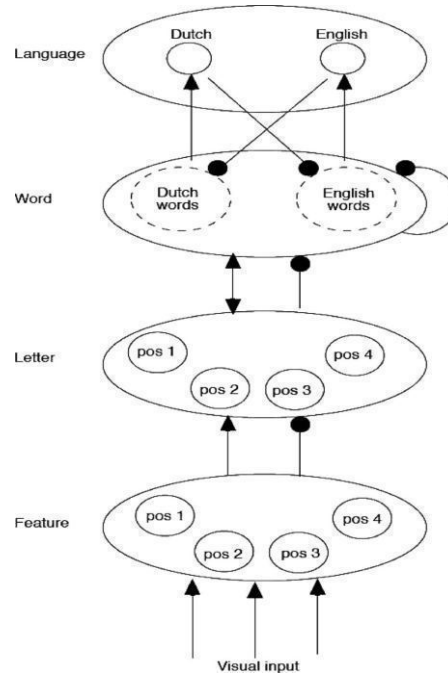 Dutch English
Language
Word
Dutch words English words
Letter
pos 1 pos 4
pos 2 pos 3
Feature
pos 1 pos 4
pos 2 pos 3
Visual input